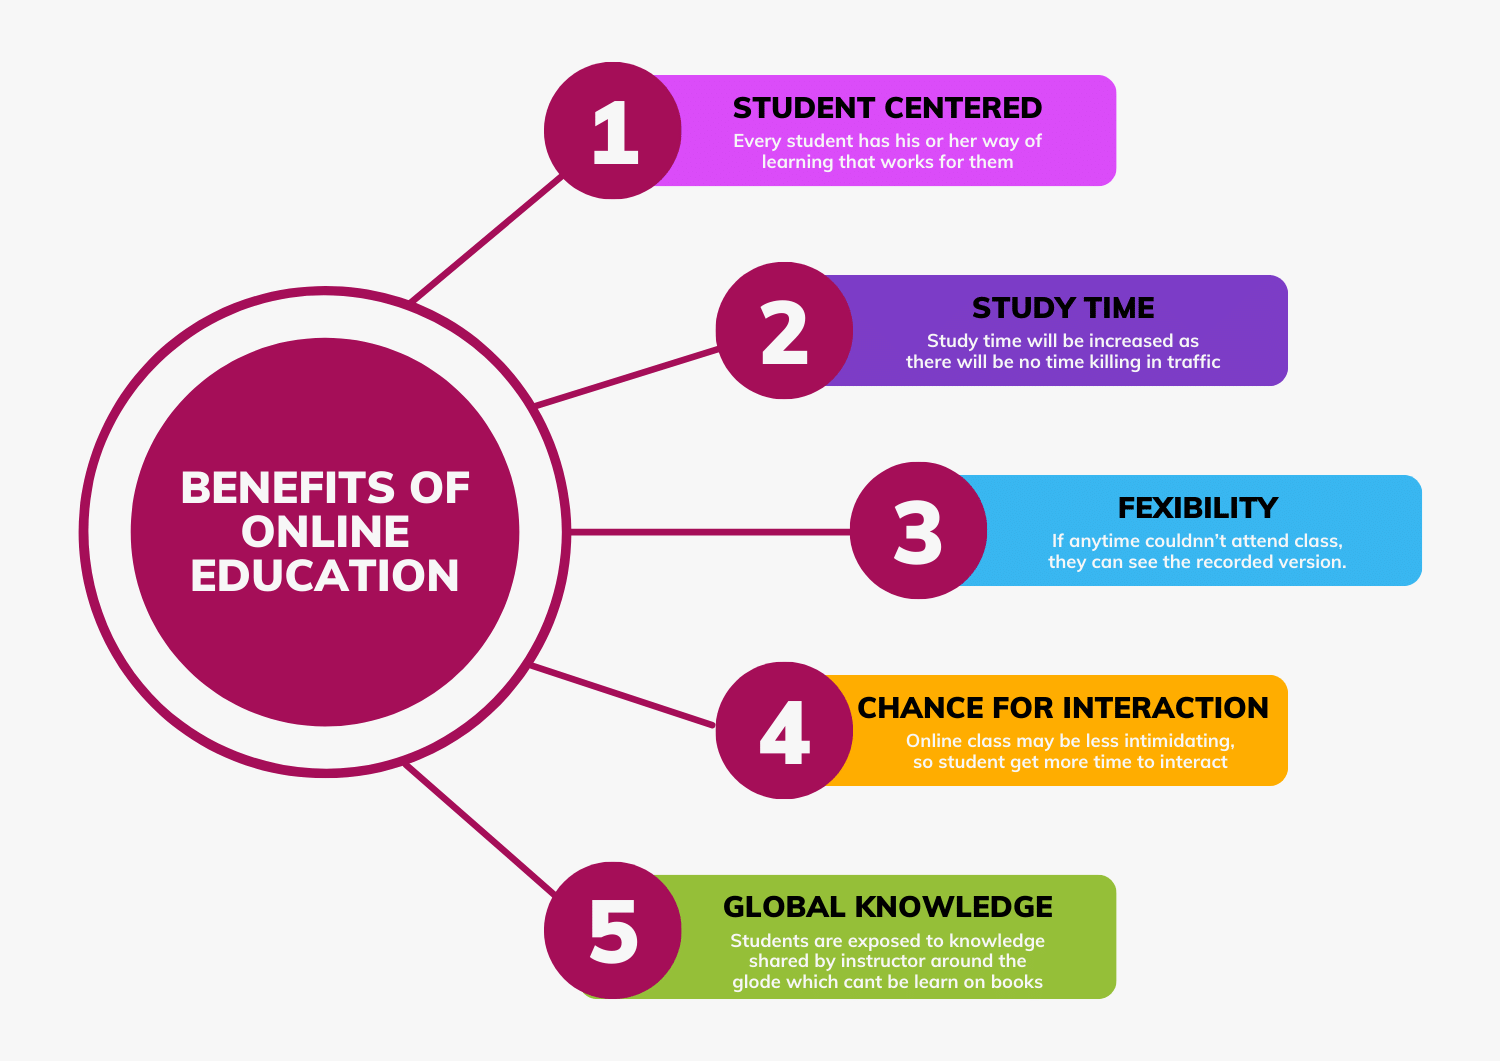 BENEFITS OF
ONLINE
EDUCATION
1
STUDENT CENTERED
Every student has his or her way of
learning that works for them
2
STUDY TIME
Study time will be increased as
there will be no time killing in traffic
3
FEXIBILITY
If anytime couldnn't attend class,
they can see the recorded version.
4
CHANCE FOR INTERACTION
Online class may be less intimidating,
so student get more time to interact
5
GLOBAL KNOWLEDGE
Students are exposed to knowledge
shared by instructor around the
glode which cant be learn on books